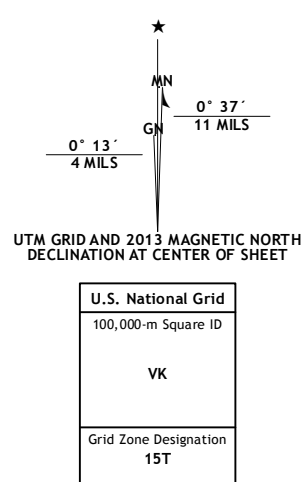 MN
0° 37´
11 MILS
GN
0° 13´
4 MILS
UTM GRID AND 2013 MAGNETIC NORTH
DECLINATION AT CENTER OF SHEET
U.S. National Grid
100,000-m Square ID
VK
Grid Zone Designation
15T